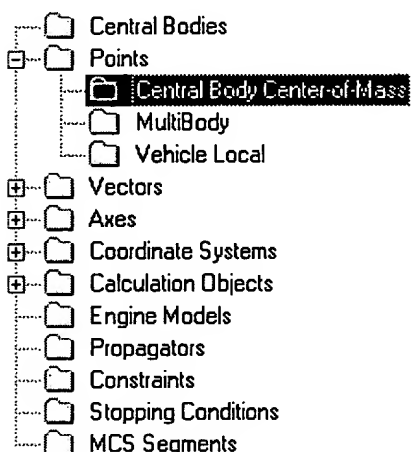 Central Bodies
Points
Central Body Center-of-Mass
MultiBody
Vehicle Local
Vectors
Axes
Coordinate Systems
Calculation Objects
Engine Models
Propagators
Constraints
Stopping Conditions
MCS Segments